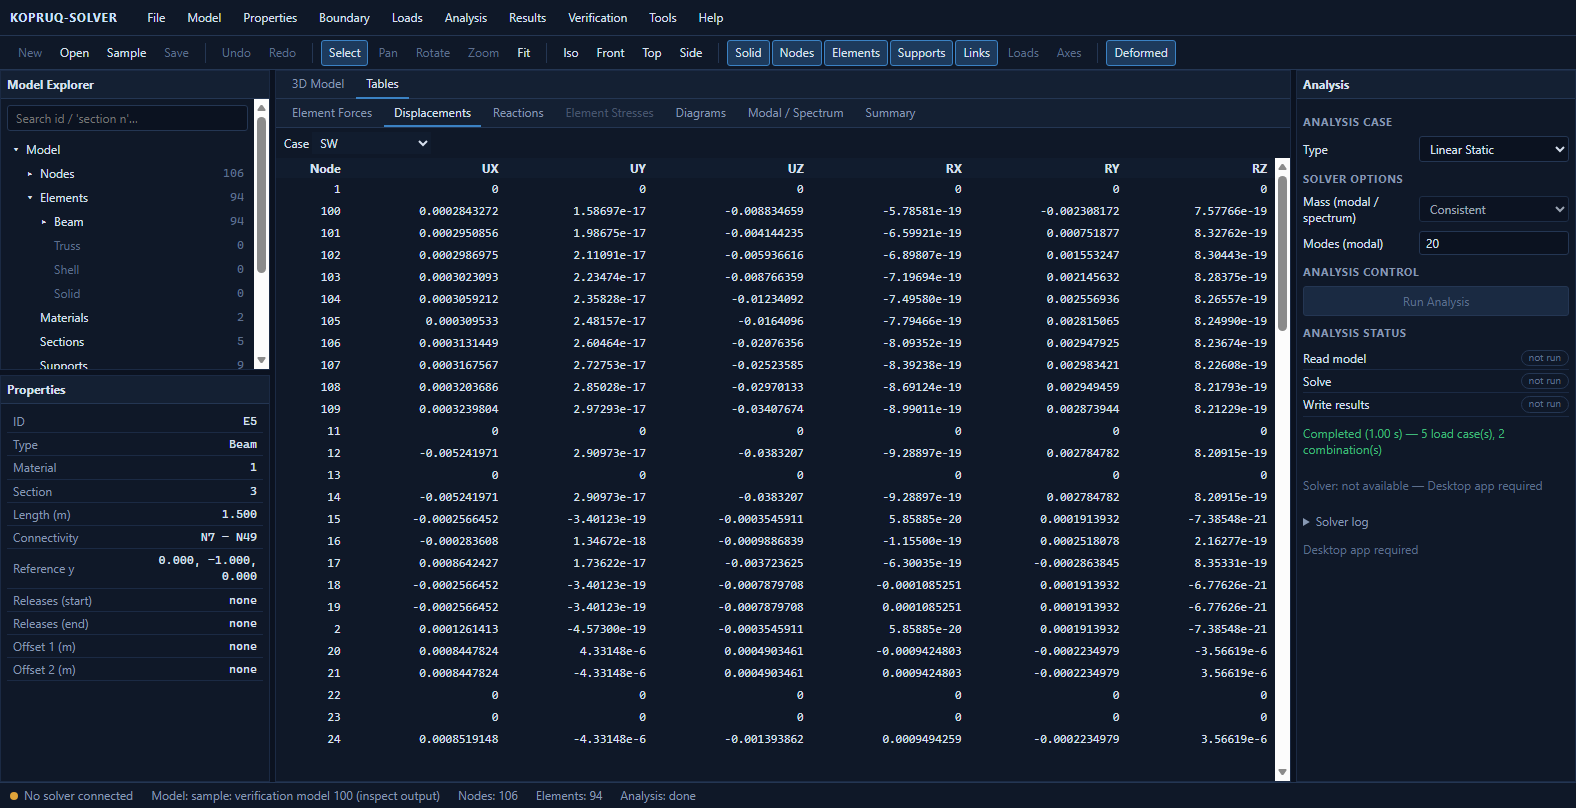 KOPRUQ-SOLVER File Model Properties Boundary Loads Analysis Results Verification Tools Help
New Open Sample Save Undo Redo Select Pan Rotate Zoom Fit Iso Front Top Side Solid Nodes Elements Supports Links Loads Axes Deformed
Model Explorer
Search id / 'section n'...
Model
Nodes 106
Elements 94
Beam 94
Truss 0
Shell 0
Solid 0
Materials 2
Sections 5
Supports 9
Properties
ID E5
Type Beam
Material 1
Section 3
Length (m) 1.500
Connectivity N7 – N49
Reference y 0.000, −1.000,
0.000
Releases (start) none
Releases (end) none
Offset 1 (m) none
Offset 2 (m) none
3D Model Tables
Element Forces Displacements Reactions Element Stresses Diagrams Modal / Spectrum Summary
Case SW
Node UX UY UZ RX RY RZ
1 0 0 0 0 0 0
100 0.0002843272 1.58697e-17 -0.008834659 -5.78581e-19 -0.002308172 7.57766e-19
101 0.0002950856 1.98675e-17 -0.004144235 -6.59921e-19 0.000751877 8.32762e-19
102 0.0002986975 2.11091e-17 -0.005936616 -6.89807e-19 0.001553247 8.30443e-19
103 0.0003023093 2.23474e-17 -0.008766359 -7.19694e-19 0.002145632 8.28375e-19
104 0.0003059212 2.35828e-17 -0.01234092 -7.49580e-19 0.002556936 8.26557e-19
105 0.000309533 2.48157e-17 -0.0164096 -7.79466e-19 0.002815065 8.24990e-19
106 0.0003131449 2.60464e-17 -0.02076356 -8.09352e-19 0.002947925 8.23674e-19
107 0.0003167567 2.72753e-17 -0.02523585 -8.39238e-19 0.002983421 8.22608e-19
108 0.0003203686 2.85028e-17 -0.02970133 -8.69124e-19 0.002949459 8.21793e-19
109 0.0003239804 2.97293e-17 -0.03407674 -8.99011e-19 0.002873944 8.21229e-19
11 0 0 0 0 0 0
12 -0.005241971 2.90973e-17 -0.0383207 -9.28897e-19 0.002784782 8.20915e-19
13 0 0 0 0 0 0
14 -0.005241971 2.90973e-17 -0.0383207 -9.28897e-19 0.002784782 8.20915e-19
15 -0.0002566452 -3.40123e-19 -0.0003545911 5.85885e-20 0.0001913932 -7.38548e-21
16 -0.000283608 1.34672e-18 -0.0009886839 -1.15500e-19 0.0002518078 2.16277e-19
17 0.0008642427 1.73622e-17 -0.003723625 -6.30035e-19 -0.0002863845 8.35331e-19
18 -0.0002566452 -3.40123e-19 -0.0007879708 -0.0001085251 0.0001913932 -6.77626e-21
19 -0.0002566452 -3.40123e-19 -0.0007879708 0.0001085251 0.0001913932 -6.77626e-21
2 0.0001261413 -4.57300e-19 -0.0003545911 5.85885e-20 0.0001913932 -7.38548e-21
20 0.0008447824 4.33148e-6 0.0004903461 -0.0009424803 -0.0002234979 -3.56619e-6
21 0.0008447824 -4.33148e-6 0.0004903461 0.0009424803 -0.0002234979 3.56619e-6
22 0 0 0 0 0 0
23 0 0 0 0 0 0
24 0.0008519148 -4.33148e-6 -0.001393862 0.0009494259 -0.0002234979 3.56619e-6
Analysis
ANALYSIS CASE
Type Linear Static
SOLVER OPTIONS
Mass (modal /
spectrum) Consistent
Modes (modal) 20
ANALYSIS CONTROL
Run Analysis
ANALYSIS STATUS
Read model not run
Solve not run
Write results not run
Completed (1.00 s) — 5 load case(s), 2
combination(s)
Solver: not available — Desktop app required
Solver log
Desktop app required
No solver connected Model: sample: verification model 100 (inspect output) Nodes: 106 Elements: 94 Analysis: done